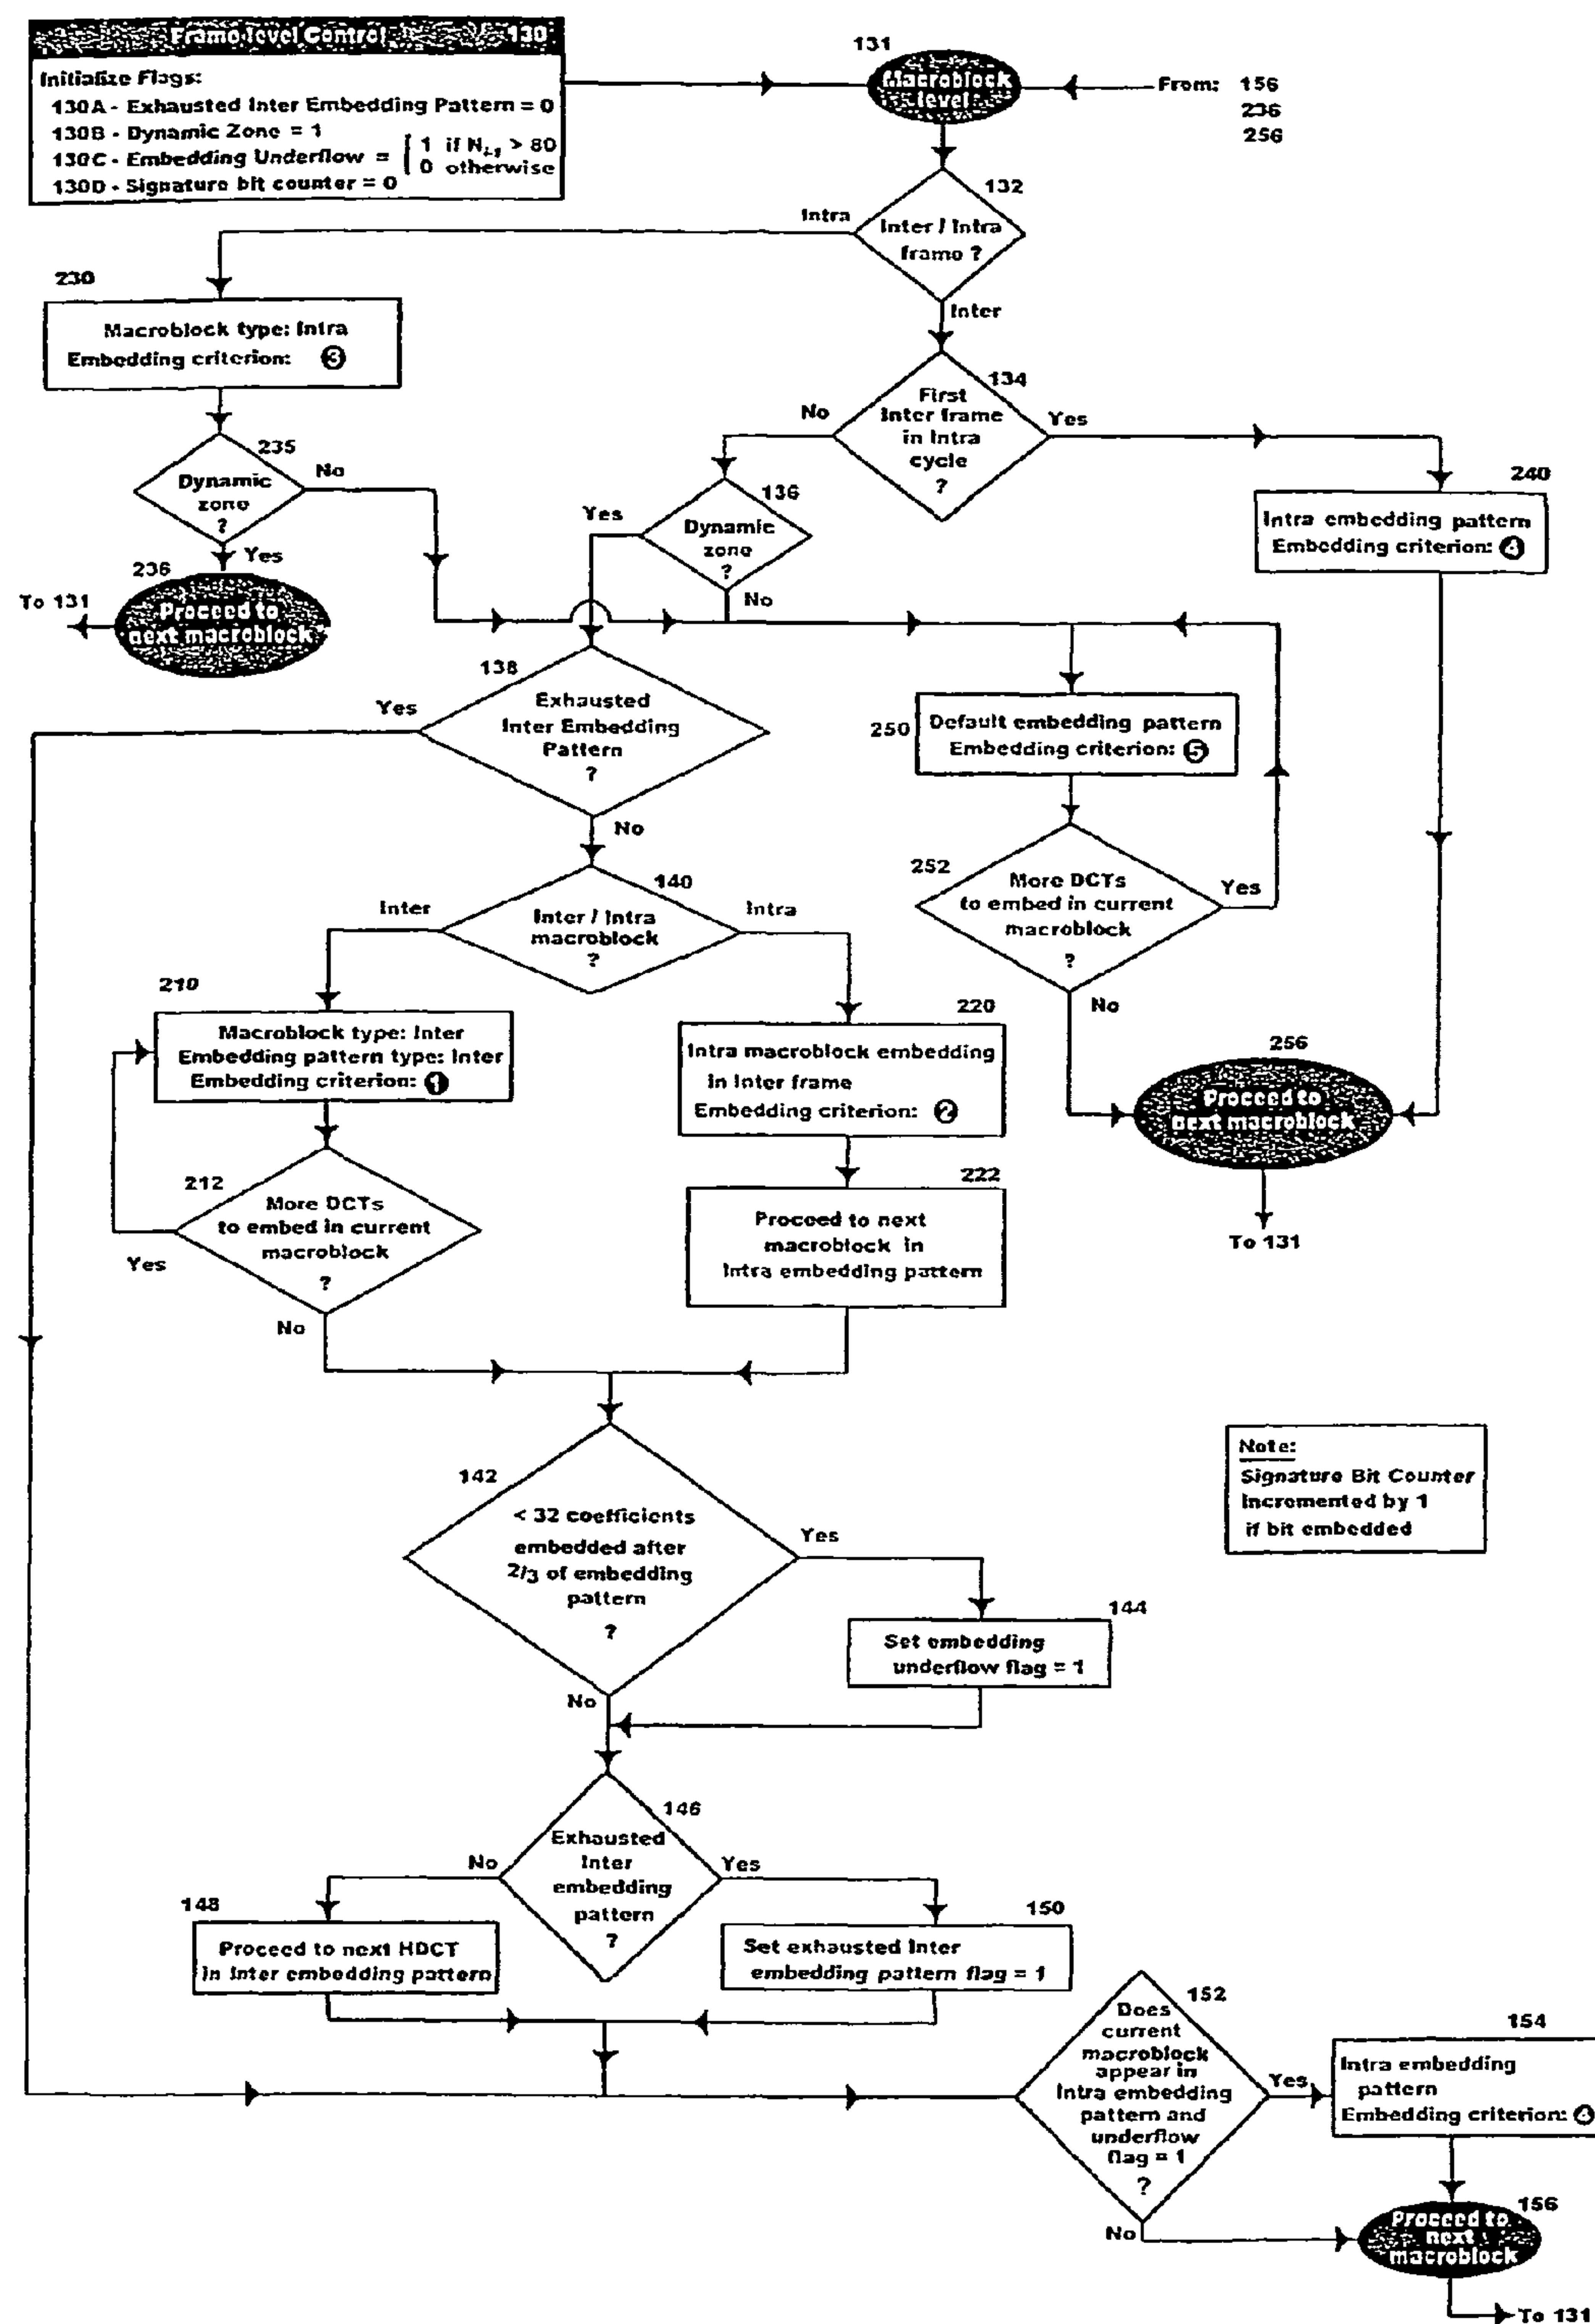 Frame-level Control 130
Initialize Flags:
130A - Exhausted Inter Embedding Pattern = 0
130B - Dynamic Zone = 1
130C - Embedding Underflow = { 1 if N > 80
0 otherwise
130D - Signature bit counter = 0
131
Macroblock
level
From: 156
236
256
132
Inter / Intra
frame ?
Intra
Inter
230
Macroblock type: Intra
Embedding criterion: 3
134
First
Inter frame
in Intra
cycle
?
No
Yes
235
Dynamic
zone
?
No
Yes
136
Dynamic
zone
?
Yes
No
240
Intra embedding pattern
Embedding criterion: 4
236
Proceed to
next macroblock
To 131
138
Exhausted
Inter Embedding
Pattern
?
Yes
No
250
Default embedding pattern
Embedding criterion: 5
252
More DCTs
to embed in current
macroblock
?
Yes
No
140
Inter / Intra
macroblock
?
Inter
Intra
210
Macroblock type: Inter
Embedding pattern type: Inter
Embedding criterion: 1
220
Intra macroblock embedding
in Inter frame
Embedding criterion: 2
256
Proceed to
next macroblock
To 131
212
More DCTs
to embed in current
macroblock
?
Yes
No
222
Proceed to next
macroblock in
Intra embedding pattern
142
< 32 coefficients
embedded after
2/3 of embedding
pattern
?
Yes
No
Note:
Signature Bit Counter
incremented by 1
if bit embedded
144
Set embedding
underflow flag = 1
146
Exhausted
Inter
embedding
pattern
?
No
Yes
148
Proceed to next HDCT
in Inter embedding pattern
150
Set exhausted Inter
embedding pattern flag = 1
152
Does
current
macroblock
appear in
Intra embedding
pattern and
underflow
flag = 1
?
Yes
No
154
Intra embedding
pattern
Embedding criterion: 4
156
Proceed to
next
macroblock
To 131